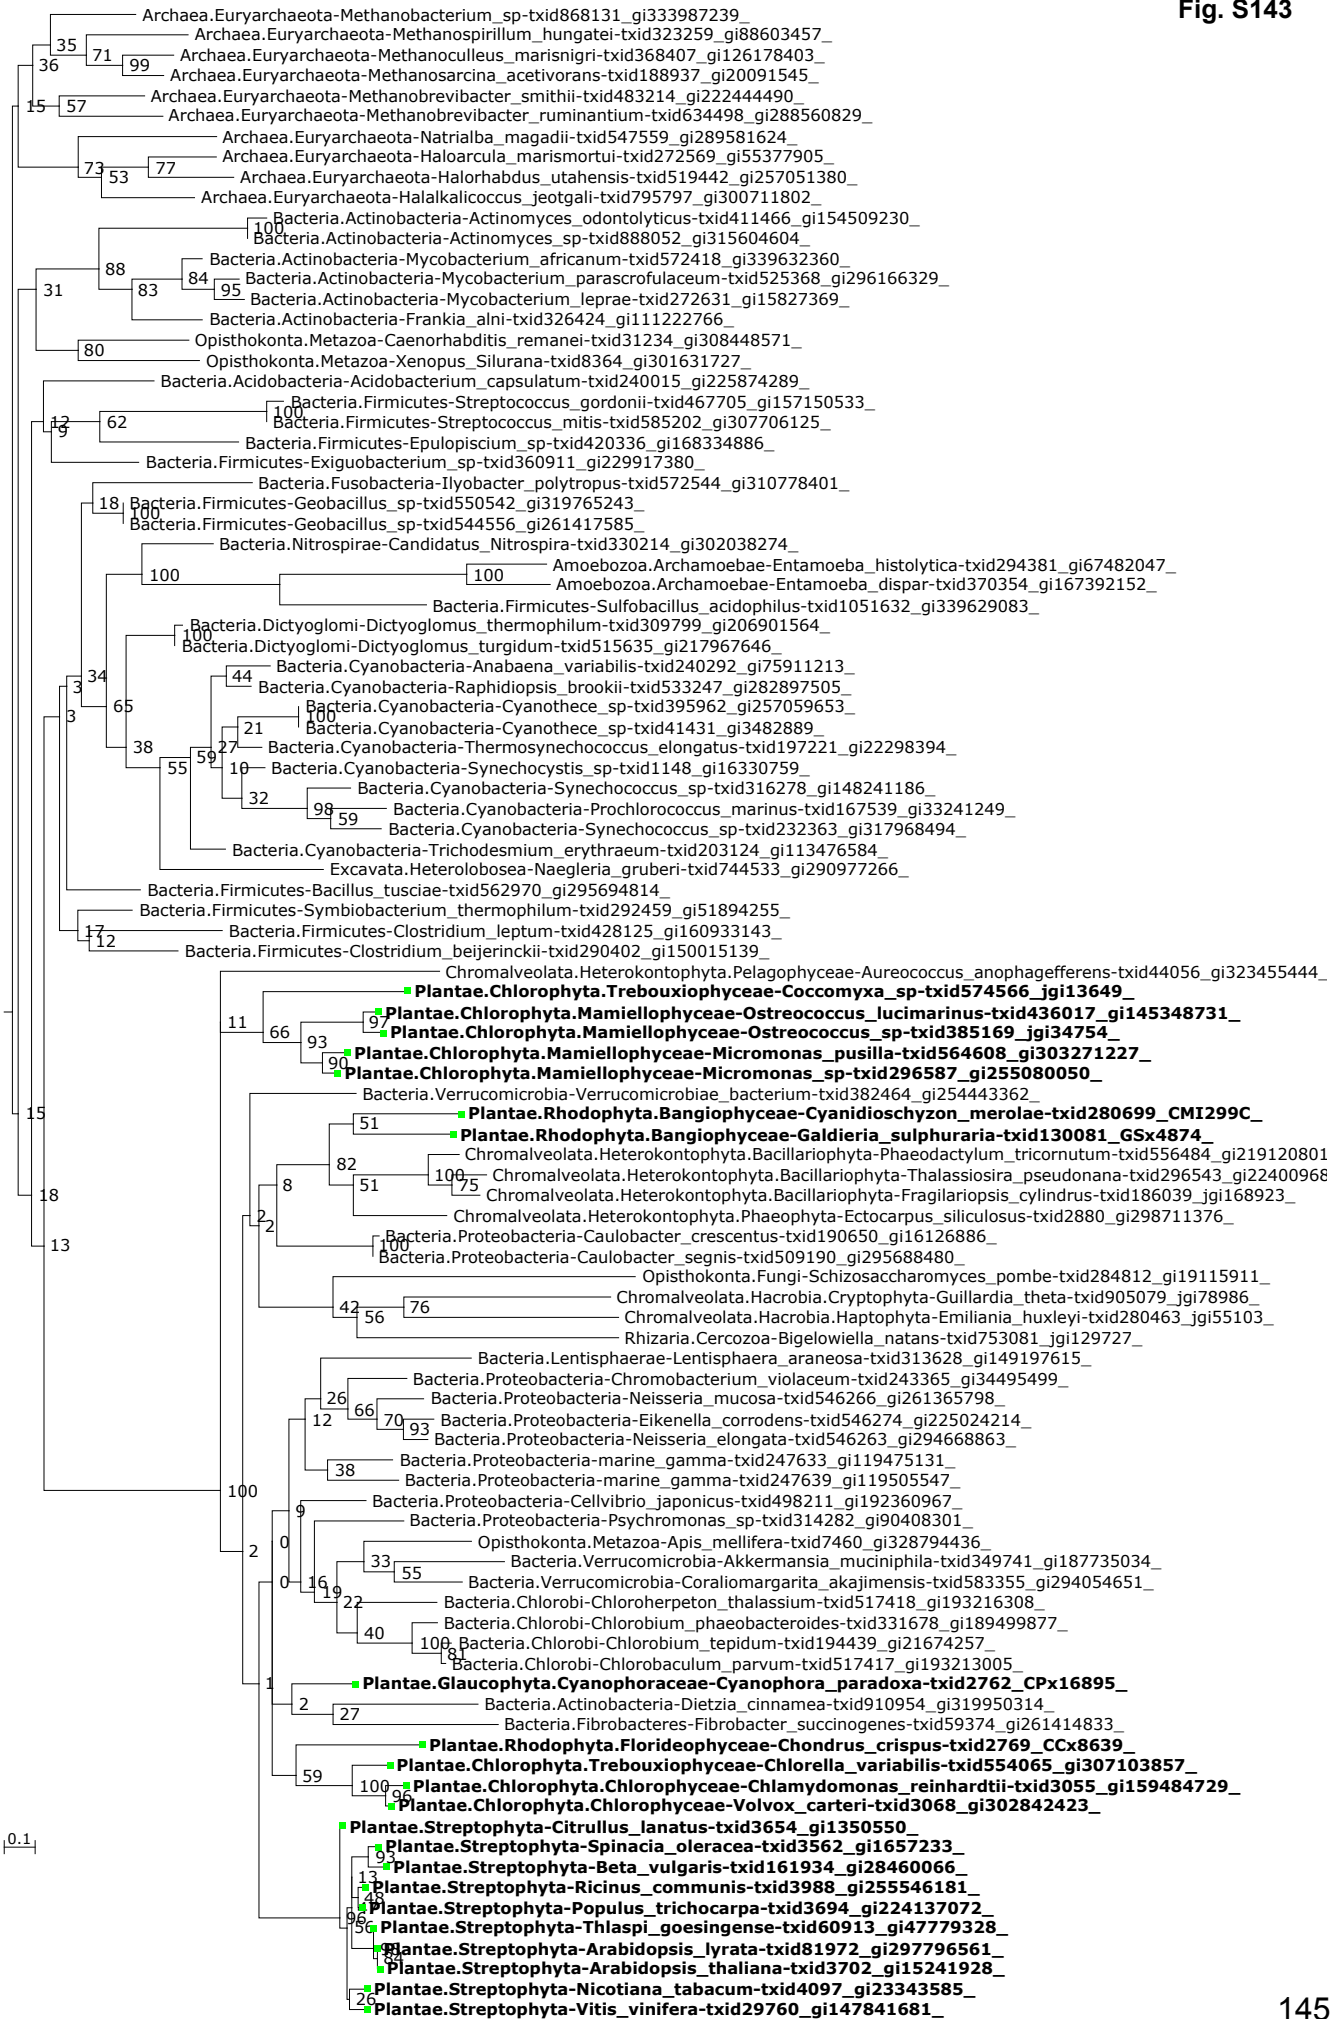 Fig. S143
Archaea.Euryarchaeota-Methanobacterium_sp-txid868131_gi333987239_
Archaea.Euryarchaeota-Methanospirillum_hungatei-txid323259_gi88603457_
35
71
Archaea.Euryarchaeota-Methanoculleus_marisnigri-txid368407_gi126178403_
36
99
Archaea.Euryarchaeota-Methanosarcina_acetivorans-txid188937_gi20091545_
Archaea.Euryarchaeota-Methanobrevibacter_smithii-txid483214_gi222444490_
15
57
Archaea.Euryarchaeota-Methanobrevibacter_ruminantium-txid634498_gi288560829_
Archaea.Euryarchaeota-Natrialba_magadii-txid547559_gi289581624_
Archaea.Euryarchaeota-Haloarcula_marismortui-txid272569_gi55377905_
73
77
53
Archaea.Euryarchaeota-Halorhabdus_utahensis-txid519442_gi257051380_
Archaea.Euryarchaeota-Halalkalicoccus_jeotgali-txid795797_gi300711802_
Bacteria.Actinobacteria-Actinomyces_odontolyticus-txid411466_gi154509230_
100
Bacteria.Actinobacteria-Actinomyces_sp-txid888052_gi315604604_
Bacteria.Actinobacteria-Mycobacterium_africanum-txid572418_gi339632360_
88
84
Bacteria.Actinobacteria-Mycobacterium_parascrofulaceum-txid525368_gi296166329_
31
83
95
Bacteria.Actinobacteria-Mycobacterium_leprae-txid272631_gi15827369_
Bacteria.Actinobacteria-Frankia_alni-txid326424_gi111222766_
Opisthokonta.Metazoa-Caenorhabditis_remanei-txid31234_gi308448571_
80
Opisthokonta.Metazoa-Xenopus_Silurana-txid8364_gi301631727_
Bacteria.Acidobacteria-Acidobacterium_capsulatum-txid240015_gi225874289_
Bacteria.Firmicutes-Streptococcus_gordonii-txid467705_gi157150533_
100
12
62
Bacteria.Firmicutes-Streptococcus_mitis-txid585202_gi307706125_
9
Bacteria.Firmicutes-Epulopiscium_sp-txid420336_gi168334886_
Bacteria.Firmicutes-Exiguobacterium_sp-txid360911_gi229917380_
Bacteria.Fusobacteria-Ilyobacter_polytropus-txid572544_gi310778401_
18
Bacteria.Firmicutes-Geobacillus_sp-txid550542_gi319765243_
100
Bacteria.Firmicutes-Geobacillus_sp-txid544556_gi261417585_
Bacteria.Nitrospirae-Candidatus_Nitrospira-txid330214_gi302038274_
Amoebozoa.Archamoebae-Entamoeba_histolytica-txid294381_gi67482047_
100
100
Amoebozoa.Archamoebae-Entamoeba_dispar-txid370354_gi167392152_
Bacteria.Firmicutes-Sulfobacillus_acidophilus-txid1051632_gi339629083_
Bacteria.Dictyoglomi-Dictyoglomus_thermophilum-txid309799_gi206901564_
100
Bacteria.Dictyoglomi-Dictyoglomus_turgidum-txid515635_gi217967646_
Bacteria.Cyanobacteria-Anabaena_variabilis-txid240292_gi75911213_
34
44
3
Bacteria.Cyanobacteria-Raphidiopsis_brookii-txid533247_gi282897505_
65
Bacteria.Cyanobacteria-Cyanothece_sp-txid395962_gi257059653_
3
100
21
Bacteria.Cyanobacteria-Cyanothece_sp-txid41431_gi3482889_
38
27
Bacteria.Cyanobacteria-Thermosynechococcus_elongatus-txid197221_gi22298394_
59
55
10
Bacteria.Cyanobacteria-Synechocystis_sp-txid1148_gi16330759_
Bacteria.Cyanobacteria-Synechococcus_sp-txid316278_gi148241186_
32
98
Bacteria.Cyanobacteria-Prochlorococcus_marinus-txid167539_gi33241249_
59
Bacteria.Cyanobacteria-Synechococcus_sp-txid232363_gi317968494_
Bacteria.Cyanobacteria-Trichodesmium_erythraeum-txid203124_gi113476584_
Excavata.Heterolobosea-Naegleria_gruberi-txid744533_gi290977266_
Bacteria.Firmicutes-Bacillus_tusciae-txid562970_gi295694814_
Bacteria.Firmicutes-Symbiobacterium_thermophilum-txid292459_gi51894255_
17
Bacteria.Firmicutes-Clostridium_leptum-txid428125_gi160933143_
12
Bacteria.Firmicutes-Clostridium_beijerinckii-txid290402_gi150015139_
Chromalveolata.Heterokontophyta.Pelagophyceae-Aureococcus_anophagefferens-txid44056_gi323455444_
Plantae.Chlorophyta.Trebouxiophyceae-Coccomyxa_sp-txid574566_jgi13649_
Plantae.Chlorophyta.Mamiellophyceae-Ostreococcus_lucimarinus-txid436017_gi145348731_
11
66
97
Plantae.Chlorophyta.Mamiellophyceae-Ostreococcus_sp-txid385169_jgi34754_
93
Plantae.Chlorophyta.Mamiellophyceae-Micromonas_pusilla-txid564608_gi303271227_
90
Plantae.Chlorophyta.Mamiellophyceae-Micromonas_sp-txid296587_gi255080050_
Bacteria.Verrucomicrobia-Verrucomicrobiae_bacterium-txid382464_gi254443362_
15
Plantae.Rhodophyta.Bangiophyceae-Cyanidioschyzon_merolae-txid280699_CMI299C_
51
Plantae.Rhodophyta.Bangiophyceae-Galdieria_sulphuraria-txid130081_GSx4874_
Chromalveolata.Heterokontophyta.Bacillariophyta-Phaeodactylum_tricornutum-txid556484_gi219120801
82
100
Chromalveolata.Heterokontophyta.Bacillariophyta-Thalassiosira_pseudonana-txid296543_gi22400968
8
51
75
18
Chromalveolata.Heterokontophyta.Bacillariophyta-Fragilariopsis_cylindrus-txid186039_jgi168923_
2
Chromalveolata.Heterokontophyta.Phaeophyta-Ectocarpus_siliculosus-txid2880_gi298711376_
2
Bacteria.Proteobacteria-Caulobacter_crescentus-txid190650_gi16126886_
13
100
Bacteria.Proteobacteria-Caulobacter_segnis-txid509190_gi295688480_
Opisthokonta.Fungi-Schizosaccharomyces_pombe-txid284812_gi19115911_
Chromalveolata.Hacrobia.Cryptophyta-Guillardia_theta-txid905079_jgi78986_
42
76
56
Chromalveolata.Hacrobia.Haptophyta-Emiliania_huxleyi-txid280463_jgi55103_
Rhizaria.Cercozoa-Bigelowiella_natans-txid753081_jgi129727_
Bacteria.Lentisphaerae-Lentisphaera_araneosa-txid313628_gi149197615_
Bacteria.Proteobacteria-Chromobacterium_violaceum-txid243365_gi34495499_
26
Bacteria.Proteobacteria-Neisseria_mucosa-txid546266_gi261365798_
66
12
70
Bacteria.Proteobacteria-Eikenella_corrodens-txid546274_gi225024214_
93
Bacteria.Proteobacteria-Neisseria_elongata-txid546263_gi294668863_
Bacteria.Proteobacteria-marine_gamma-txid247633_gi119475131_
38
Bacteria.Proteobacteria-marine_gamma-txid247639_gi119505547_
100
Bacteria.Proteobacteria-Cellvibrio_japonicus-txid498211_gi192360967_
9
Bacteria.Proteobacteria-Psychromonas_sp-txid314282_gi90408301_
0
Opisthokonta.Metazoa-Apis_mellifera-txid7460_gi328794436_
2
33
Bacteria.Verrucomicrobia-Akkermansia_muciniphila-txid349741_gi187735034_
55
0
16
Bacteria.Verrucomicrobia-Coraliomargarita_akajimensis-txid583355_gi294054651_
19
22
Bacteria.Chlorobi-Chloroherpeton_thalassium-txid517418_gi193216308_
Bacteria.Chlorobi-Chlorobium_phaeobacteroides-txid331678_gi189499877_
40
100
Bacteria.Chlorobi-Chlorobium_tepidum-txid194439_gi21674257_
81
Bacteria.Chlorobi-Chlorobaculum_parvum-txid517417_gi193213005_
1
Plantae.Glaucophyta.Cyanophoraceae-Cyanophora_paradoxa-txid2762_CPx16895_
2
Bacteria.Actinobacteria-Dietzia_cinnamea-txid910954_gi319950314_
27
Bacteria.Fibrobacteres-Fibrobacter_succinogenes-txid59374_gi261414833_
Plantae.Rhodophyta.Florideophyceae-Chondrus_crispus-txid2769_CCx8639_
Plantae.Chlorophyta.Trebouxiophyceae-Chlorella_variabilis-txid554065_gi307103857_
59
100
Plantae.Chlorophyta.Chlorophyceae-Chlamydomonas_reinhardtii-txid3055_gi159484729_
96
Plantae.Chlorophyta.Chlorophyceae-Volvox_carteri-txid3068_gi302842423_
Plantae.Streptophyta-Citrullus_lanatus-txid3654_gi1350550_
0.1
Plantae.Streptophyta-Spinacia_oleracea-txid3562_gi1657233_
93
Plantae.Streptophyta-Beta_vulgaris-txid161934_gi28460066_
13
Plantae.Streptophyta-Ricinus_communis-txid3988_gi255546181_
48
Plantae.Streptophyta-Populus_trichocarpa-txid3694_gi224137072_
96
56
Plantae.Streptophyta-Thlaspi_goesingense-txid60913_gi47779328_
Plantae.Streptophyta-Arabidopsis_lyrata-txid81972_gi297796561_
84
Plantae.Streptophyta-Arabidopsis_thaliana-txid3702_gi15241928_
Plantae.Streptophyta-Nicotiana_tabacum-txid4097_gi23343585_
26
Plantae.Streptophyta-Vitis_vinifera-txid29760_gi147841681_
145